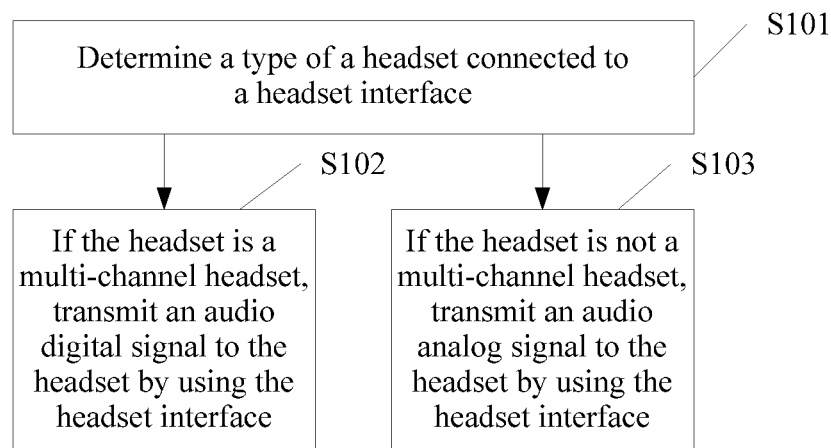 S101
Determine a type of a headset connected to
a headset interface
S102
S103
If the headset is a
multi-channel headset,
transmit an audio
digital signal to the
headset by using the
headset interface
If the headset is not a
multi-channel headset,
transmit an audio
analog signal to the
headset by using the
headset interface